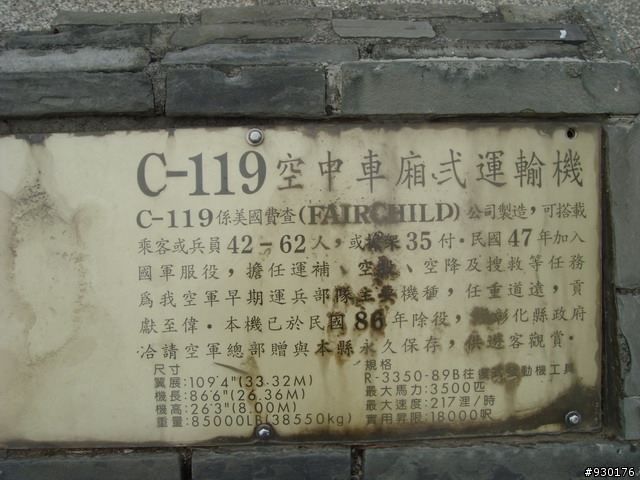 C-119空中車廂式運輸機
C-119係美國費查(FAIRCHILD)公司製造，可搭載
乘客或兵員42-62人，或擔架35付．民國47年加入
國軍服役，擔任運補、空投、空降及搜救等任務
為我空軍早期運兵部隊主要機種，任重道遠，貢
獻至偉．本機已於民國86年除役，彰化縣政府
洽請空軍總部贈與本縣永久保存，供遊客觀賞．
尺寸
翼展:109'4"(33.32M)
機長:86'6"(26.36M)
機高:26'3"(8.00M)
重量:85000LB(38550kg)
規格
R-3350-89B往復式發動機工具
最大馬力:3500匹
最大速度:217浬/時
實用昇限:18000呎
#930176